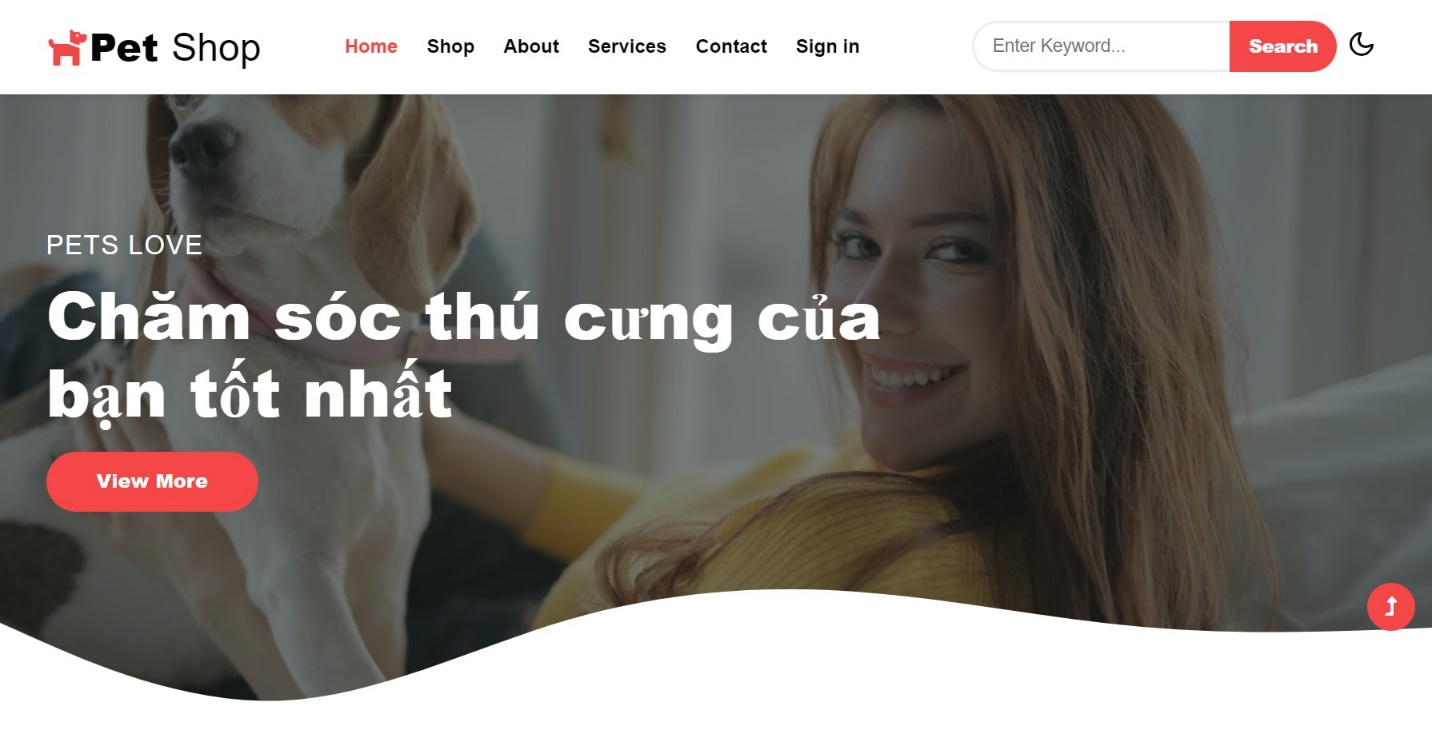 Pet Shop
Home Shop About Services Contact Sign in
Enter Keyword... Search
PETS LOVE
Chăm sóc thú cưng của
bạn tốt nhất
View More